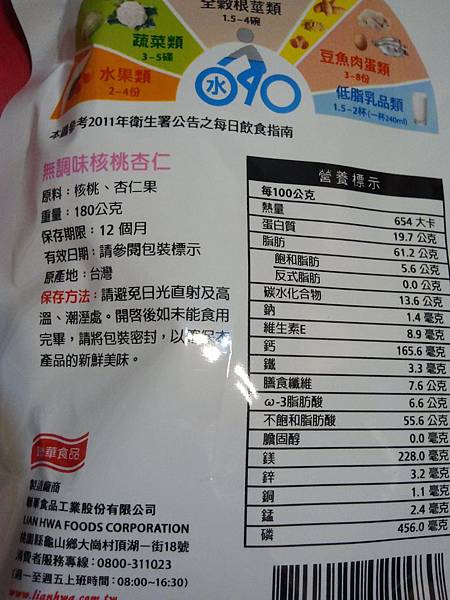 全穀根莖類
1.5-4碗
蔬菜類
3-5碟
豆魚肉蛋類
3-8份
水果類
2-4份
水
低脂乳品類
1.5-2杯(一杯240ml)
參考2011年衛生署公告之每日飲食指南
無調味核桃杏仁
原料:核桃、杏仁果
重量:180公克
保存期限:12 個月
有效日期:請參閱包裝標示
原產地:台灣
保存方法:請避免日光直射及高
溫、潮溼處。開啓後如未能食用
完畢,請將包裝密封,以確保本
產品的新鮮美味。
營養標示
每100公克
熱量 654 大卡
蛋白質 19.7 公克
脂肪 61.2 公克
飽和脂肪 5.6 公克
反式脂肪 0.0 公克
碳水化合物 13.6 公克
鈉 1.4 毫克
維生素E 8.9 毫克
鈣 165.6 毫克
鐵 3.3 毫克
膳食纖維 7.6 公克
ω-3脂肪酸 6.6 公克
不飽和脂肪酸 55.6 公克
膽固醇 0.0 毫克
鎂 228.0 毫克
鋅 3.2 毫克
銅 1.1 毫克
錳 2.4 毫克
磷 456.0 毫克
華食品
製造廠商
聯華食品工業股份有限公司
LIAN HWA FOODS CORPORATION
桃園縣龜山鄉大崗村頂湖一街18號
消費者服務專線:0800-311023
(週一至週五上班時間:08:00~16:30)
www.lianhwa.com.tw